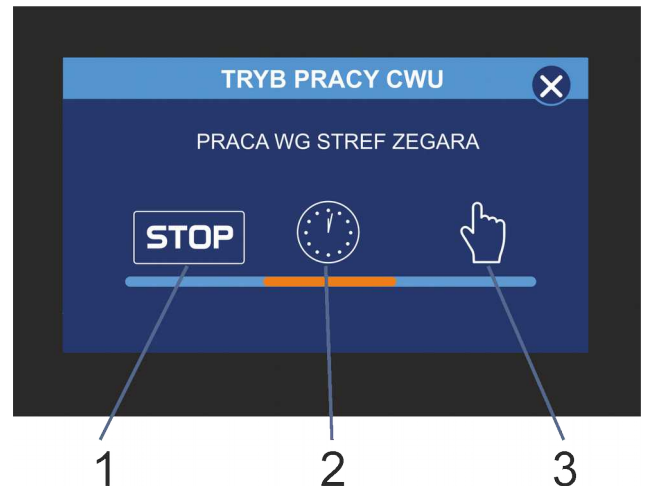 TRYB PRACY CWU
PRACA WG STREF ZEGARA
STOP
1 2 3